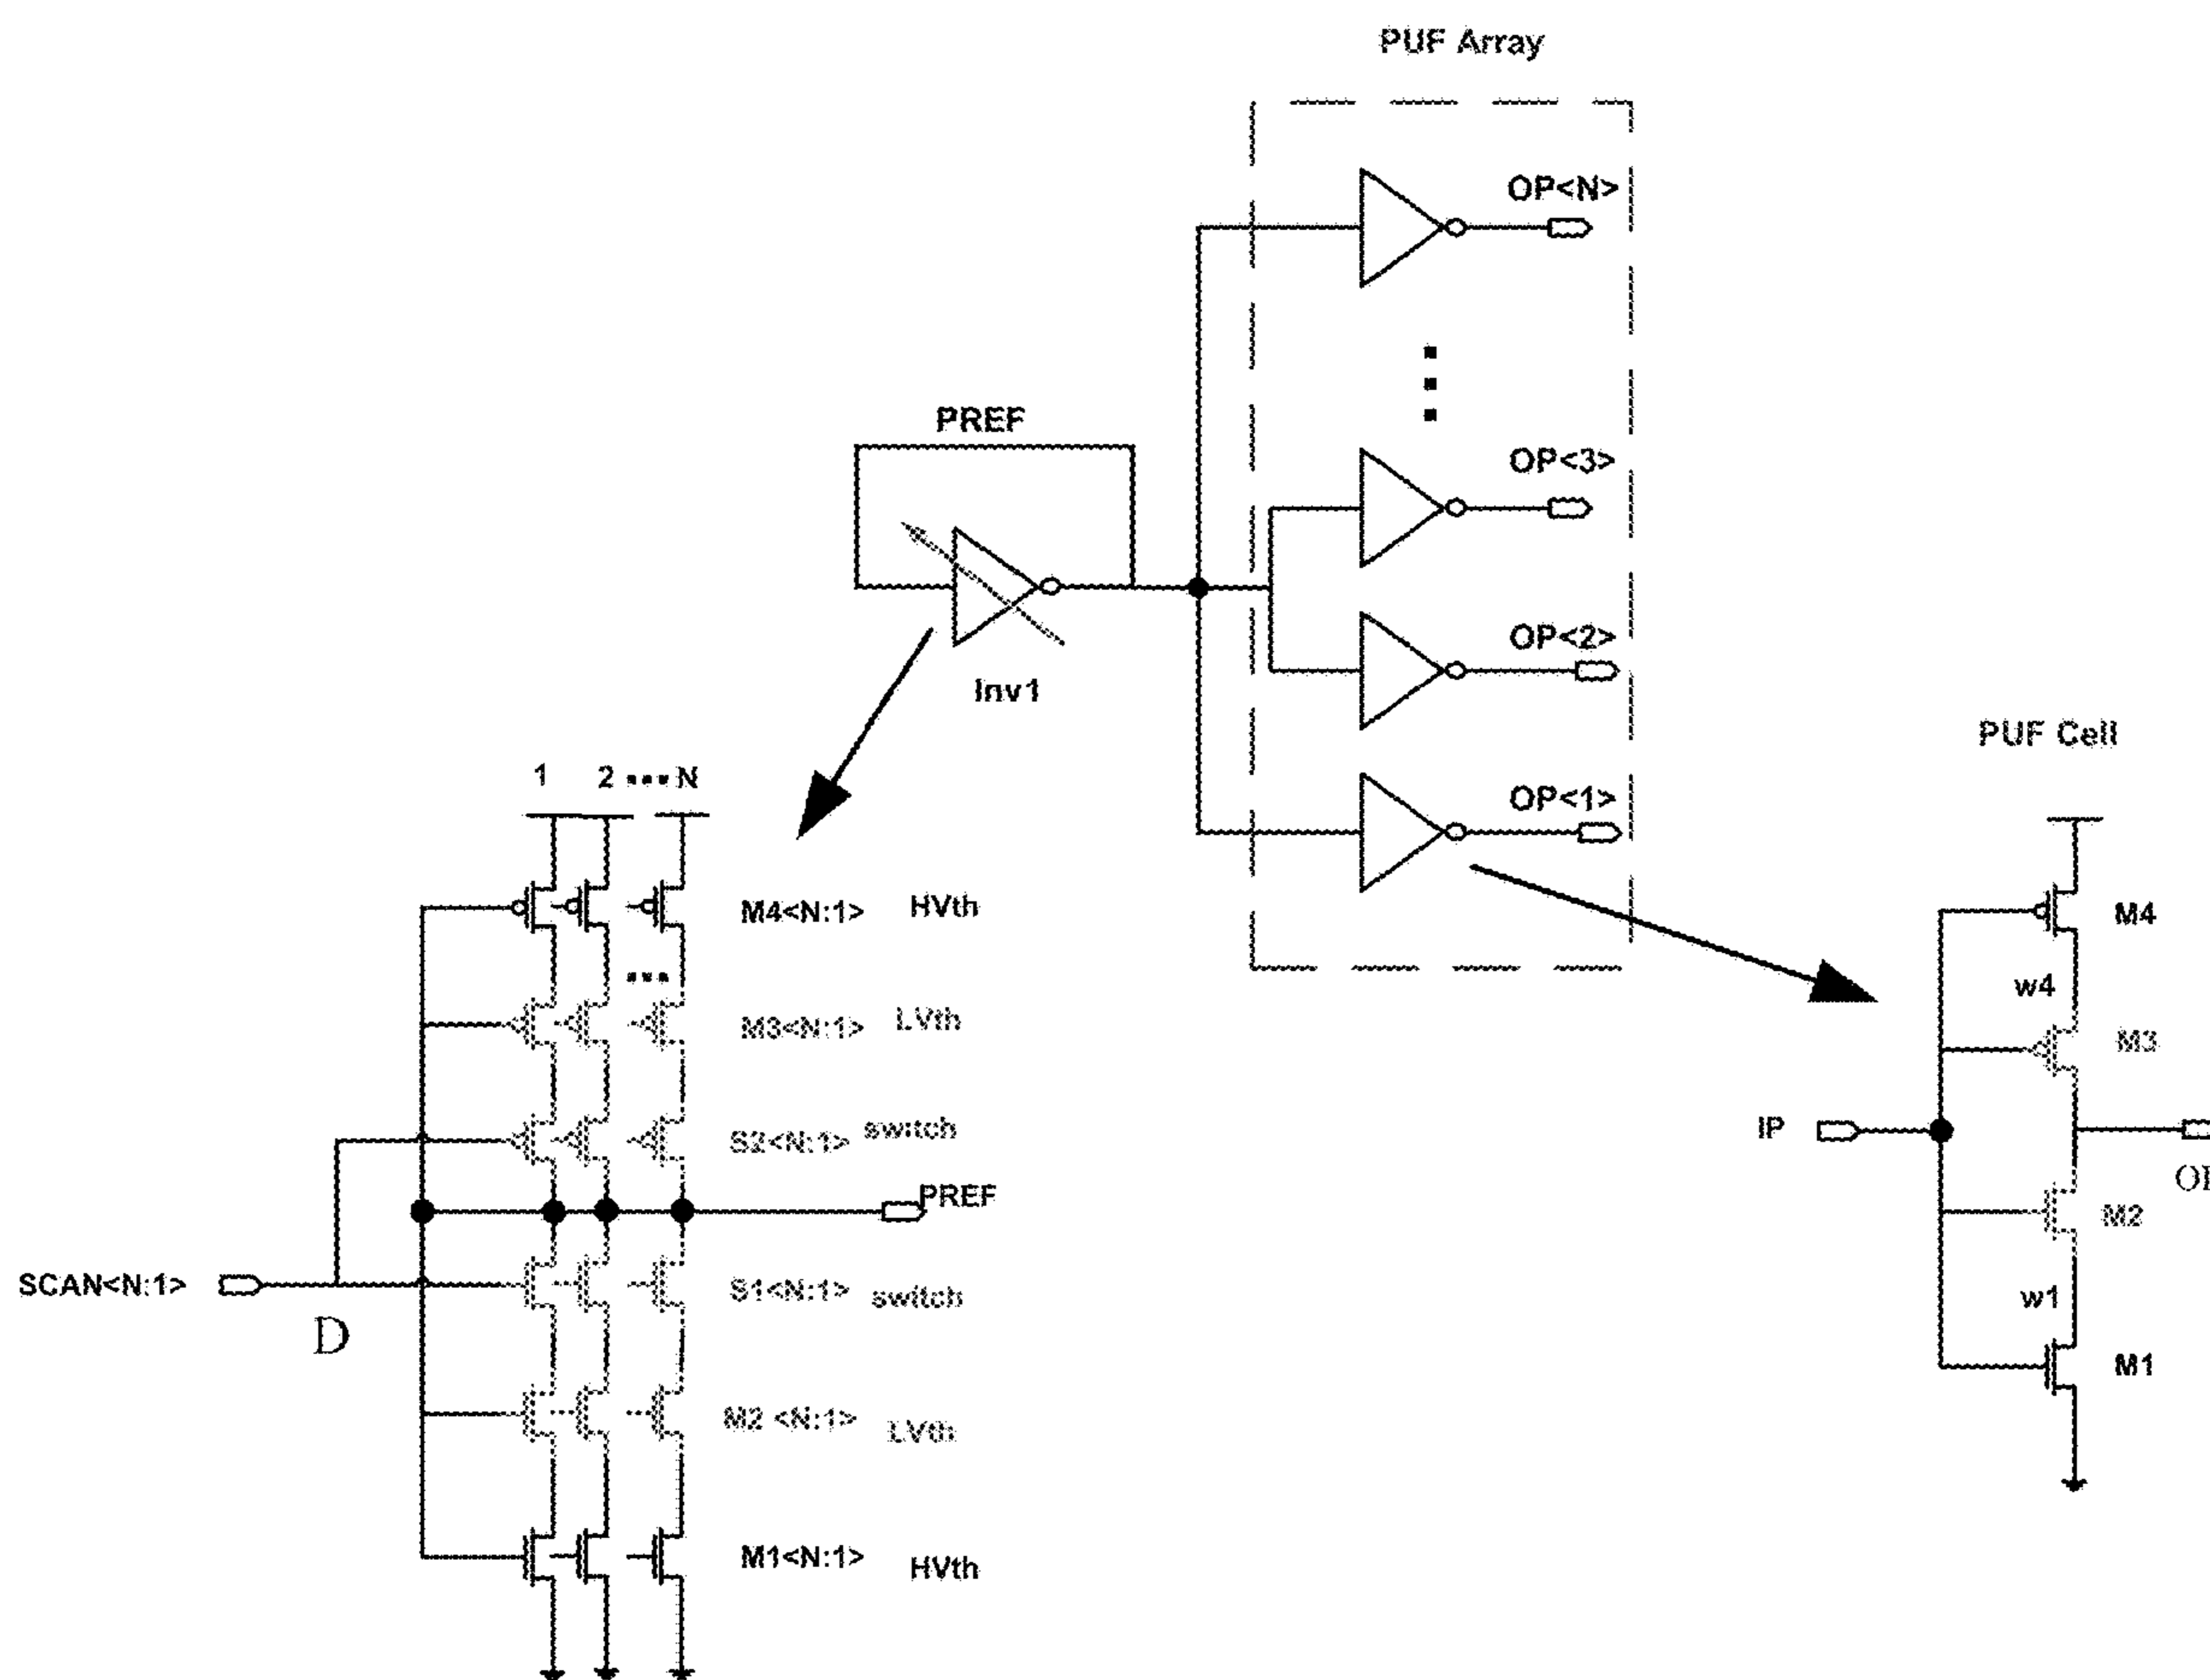 PUF Array
OP<N>
PREF
OP<3>
OP<2>
Inv1
PUF Cell
1 2 ▪▪▪ N
OP<1>
M4<N:1> HVth
M4
▪▪▪
w4
M3<N:1> LVth
M3
S2<N:1> switch
IP
PREF
OP
M2
SCAN<N:1>
S1<N:1> switch
w1
D
M1
M2 <N:1> LVth
M1<N:1> HVth